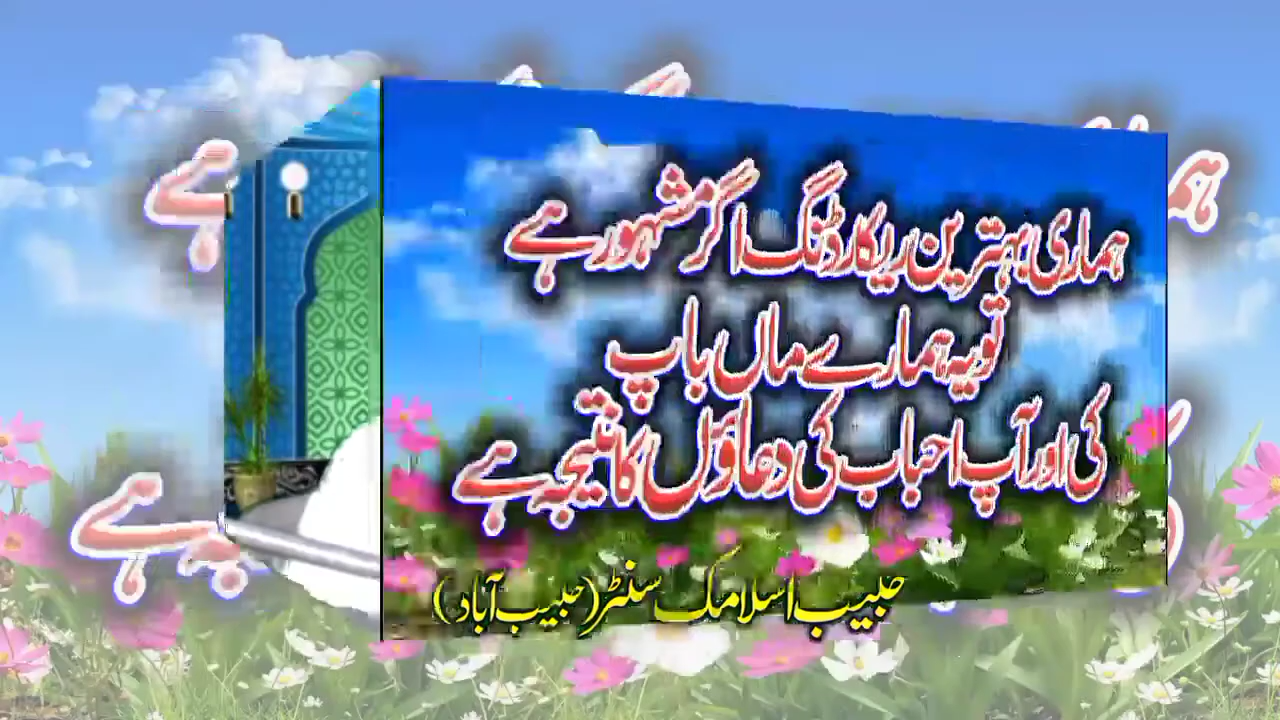 ہماری بہترین ریکارڈنگ اگر مشہور ہے
تو یہ ہمارے ماں باپ
کی اور آپ احباب کی دعاؤں کا نتیجہ ہے
حبیب اسلامک سنٹر (حبیب آباد)